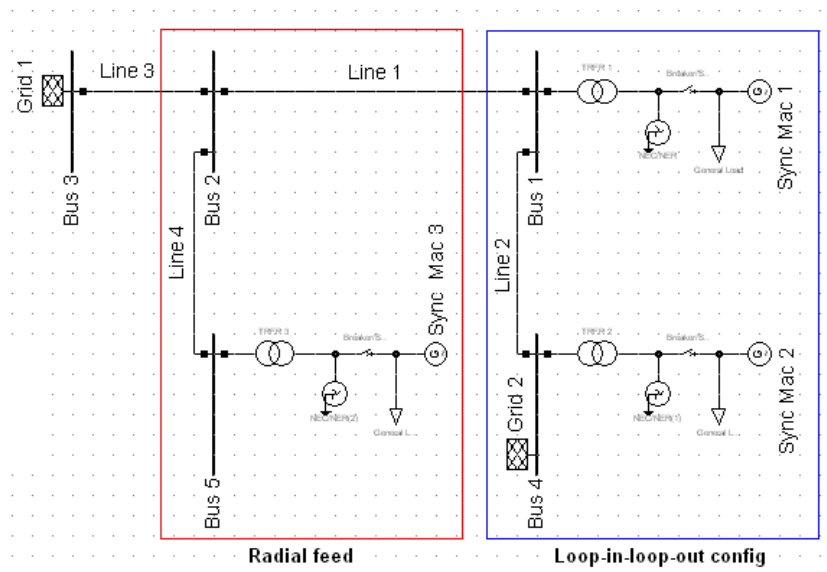 Grid 1
Line 3
Line 1
Bus 3
Bus 2
Line 4
TRFR 1
Breaker/S...
NEC/NER
General Load
Sync Mac 1
Bus 1
Line 2
TRFR 3
Breaker/S...
NEC/NER(2)
General L...
Sync Mac 3
Bus 5
TRFR 2
Breaker/S...
NEC/NER(1)
General L...
Sync Mac 2
Grid 2
Bus 4
Radial feed
Loop-in-loop-out config